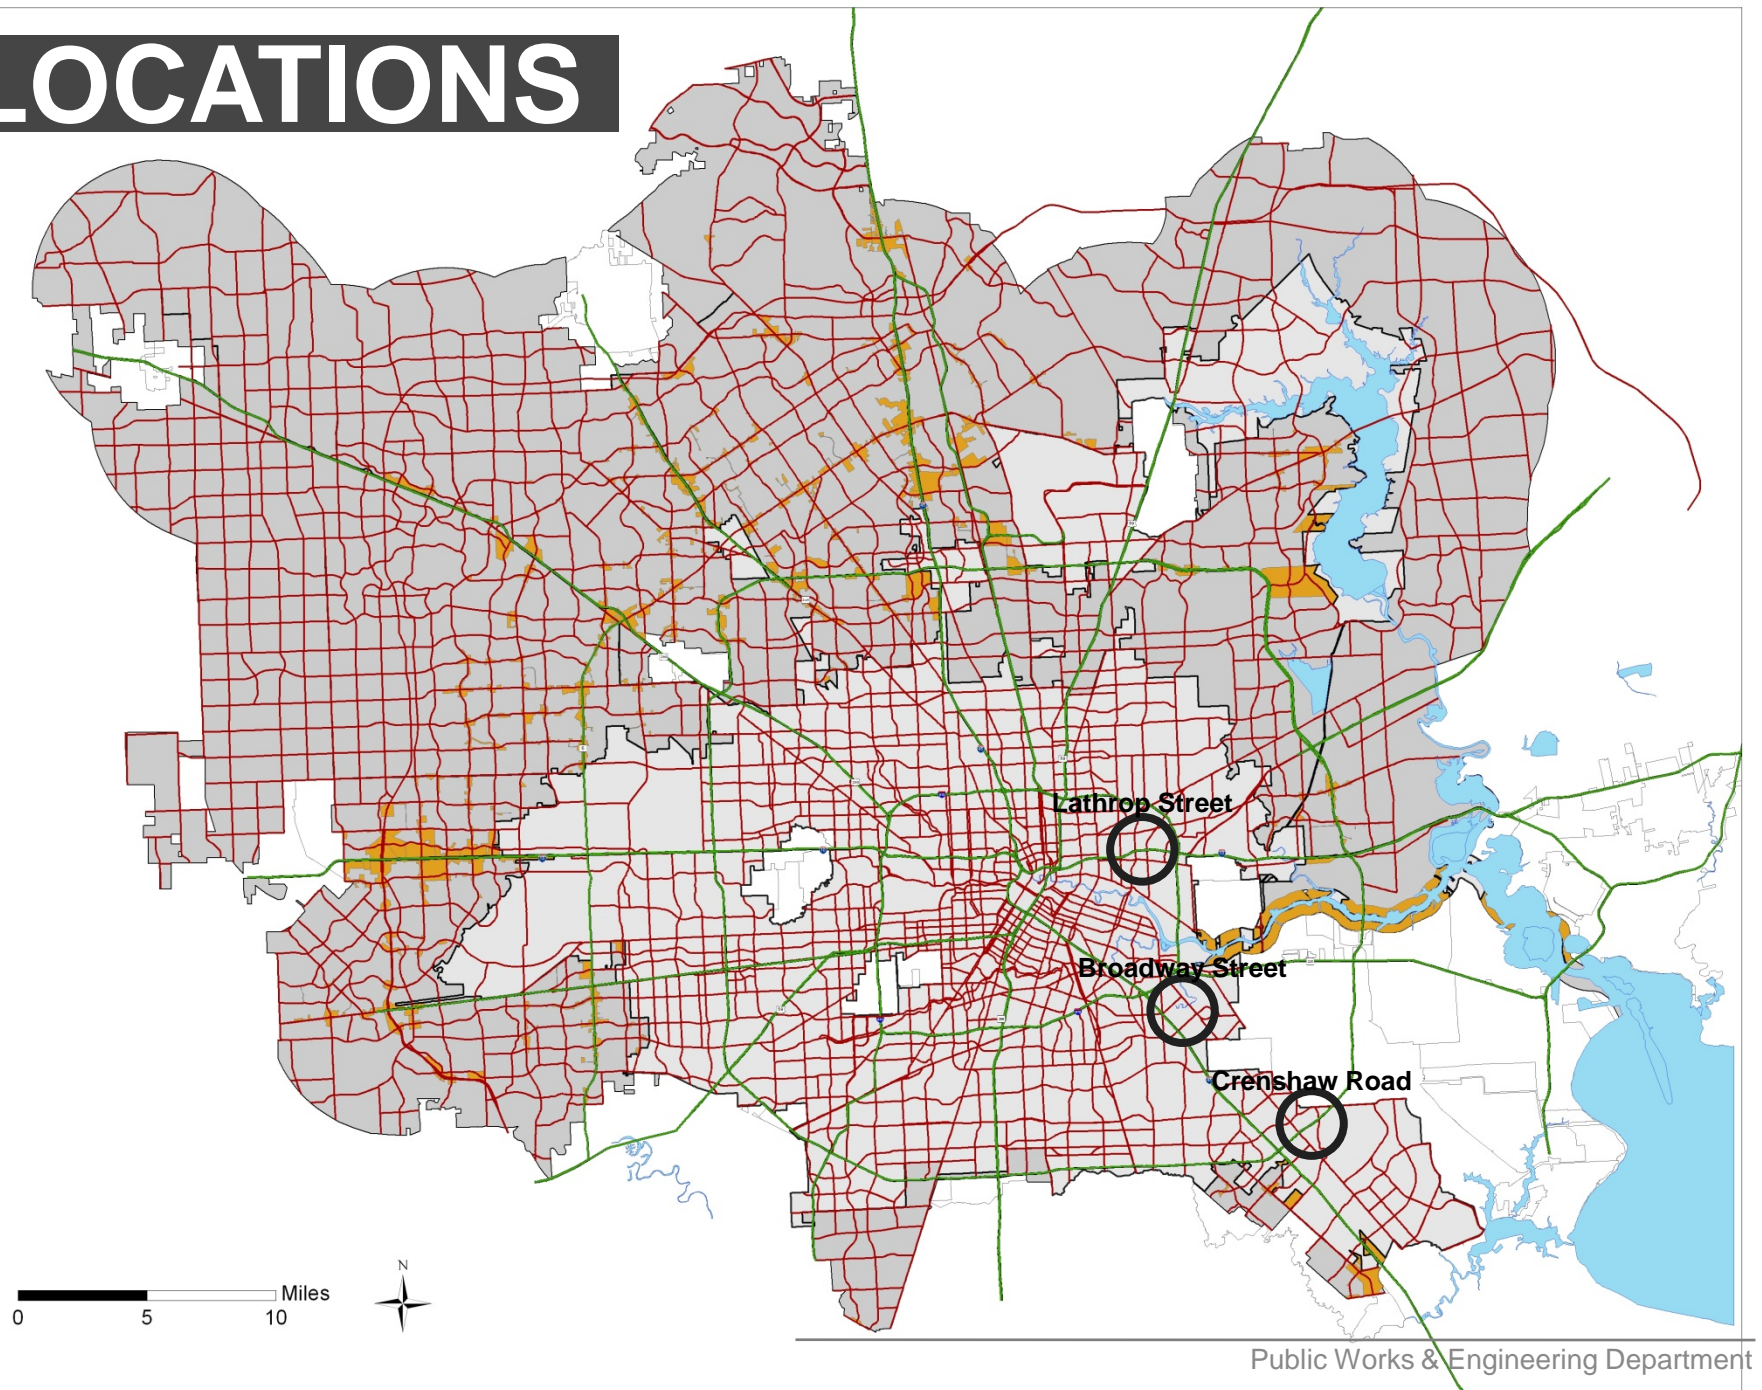 LOCATIONS
Lathrop Street
Broadway Street
Crenshaw Road
N
Miles
0 5 10
Public Works & Engineering Department